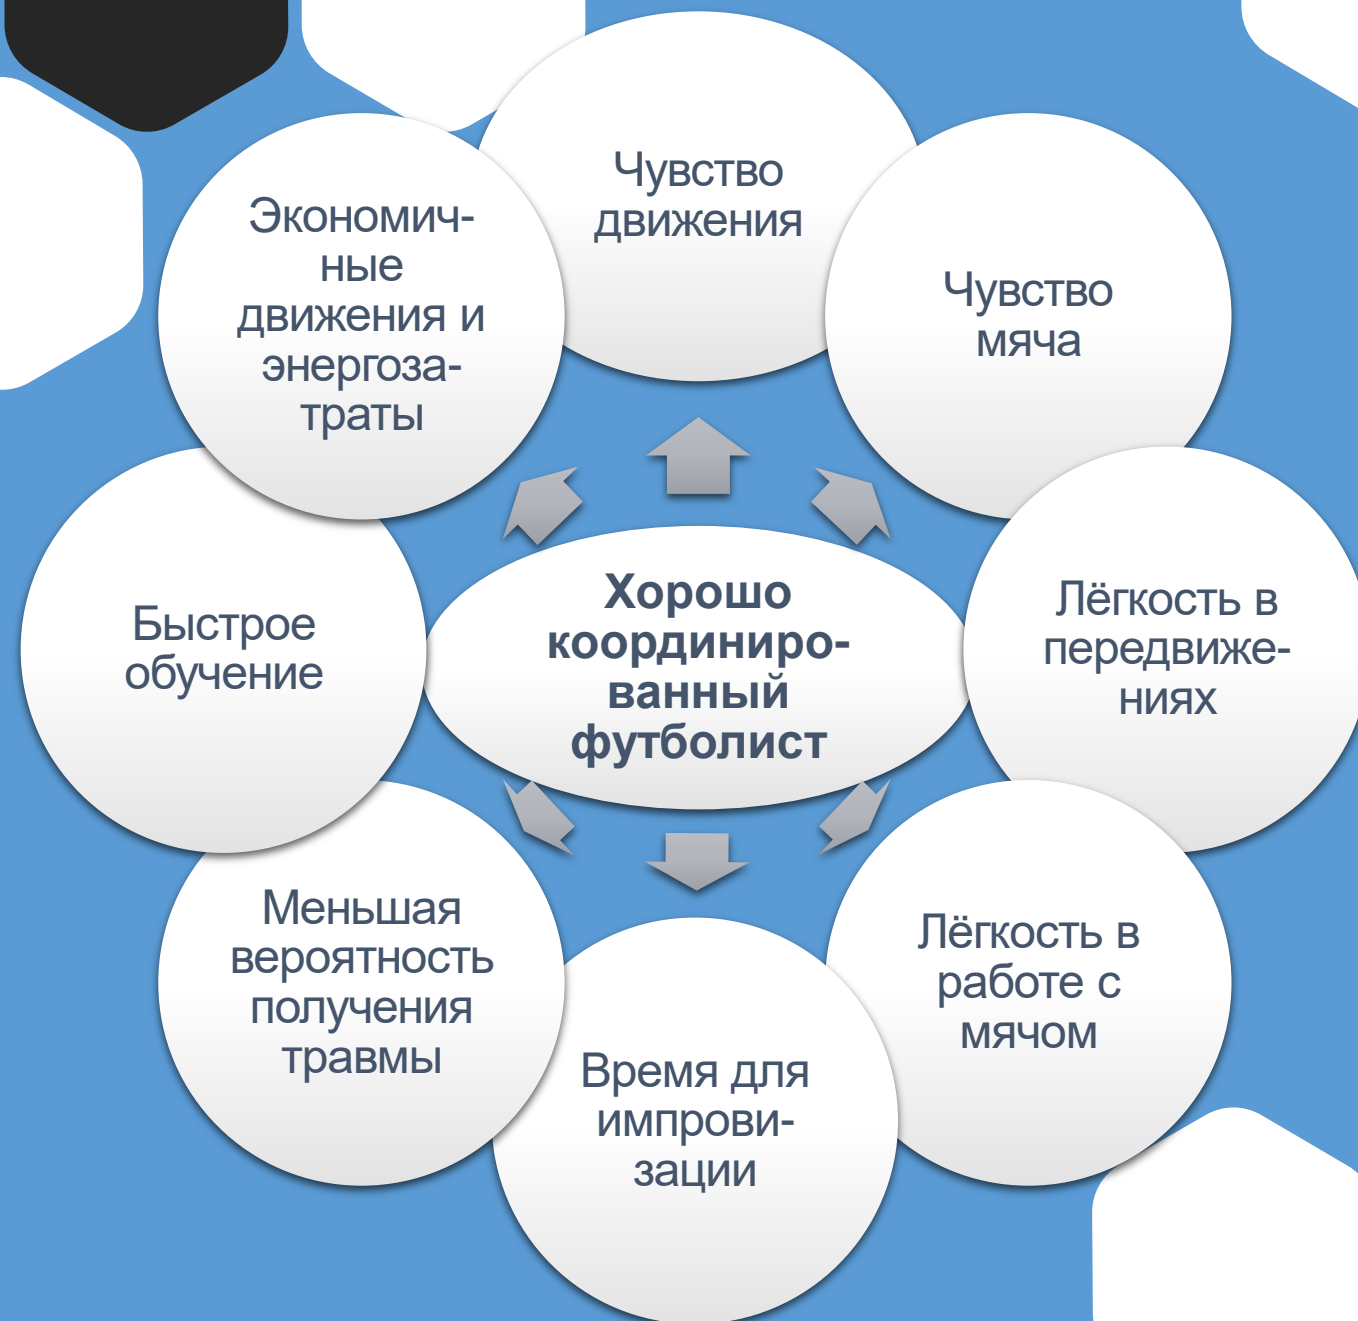 Чувство
движения
Чувство
мяча
Лёгкость в
передвиже-
ниях
Лёгкость в
работе с
мячом
Время для
импрови-
зации
Меньшая
вероятность
получения
травмы
Быстрое
обучение
Экономич-
ные
движения и
энергоза-
траты
Хорошо
координиро-
ванный
футболист